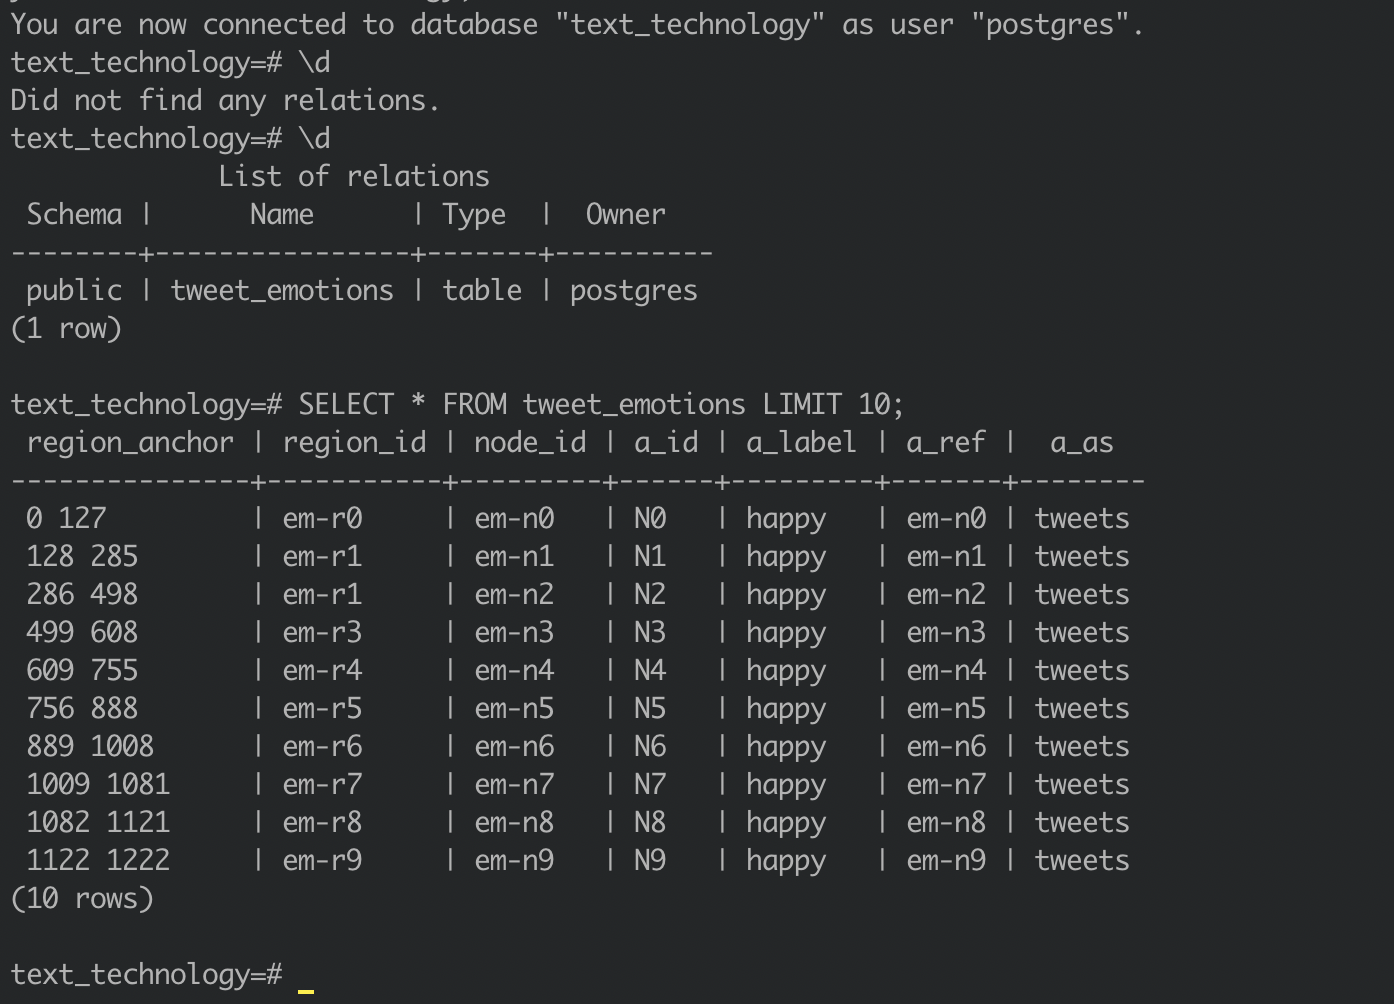 You are now connected to database "text_technology" as user "postgres".
text_technology=# \d
Did not find any relations.
text_technology=# \d
             List of relations
 Schema |      Name      | Type  |  Owner
--------+----------------+-------+----------
 public | tweet_emotions | table | postgres
(1 row)

text_technology=# SELECT * FROM tweet_emotions LIMIT 10;
 region_anchor | region_id | node_id | a_id | a_label | a_ref |  a_as
---------------+-----------+---------+------+---------+-------+--------
 0 127         | em-r0     | em-n0   | N0   | happy   | em-n0 | tweets
 128 285       | em-r1     | em-n1   | N1   | happy   | em-n1 | tweets
 286 498       | em-r1     | em-n2   | N2   | happy   | em-n2 | tweets
 499 608       | em-r3     | em-n3   | N3   | happy   | em-n3 | tweets
 609 755       | em-r4     | em-n4   | N4   | happy   | em-n4 | tweets
 756 888       | em-r5     | em-n5   | N5   | happy   | em-n5 | tweets
 889 1008      | em-r6     | em-n6   | N6   | happy   | em-n6 | tweets
 1009 1081     | em-r7     | em-n7   | N7   | happy   | em-n7 | tweets
 1082 1121     | em-r8     | em-n8   | N8   | happy   | em-n8 | tweets
 1122 1222     | em-r9     | em-n9   | N9   | happy   | em-n9 | tweets
(10 rows)

text_technology=#